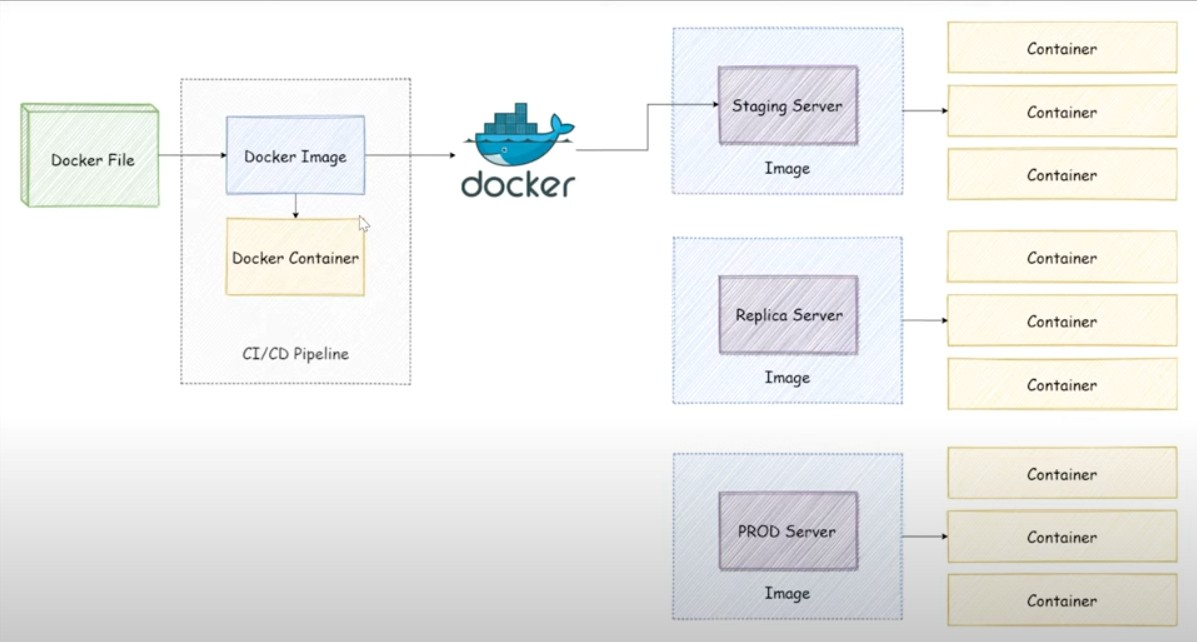 Docker File
Docker Image
Docker Container
CI/CD Pipeline
docker
Staging Server
Image
Container
Container
Container
Replica Server
Image
Container
Container
Container
PROD Server
Image
Container
Container
Container